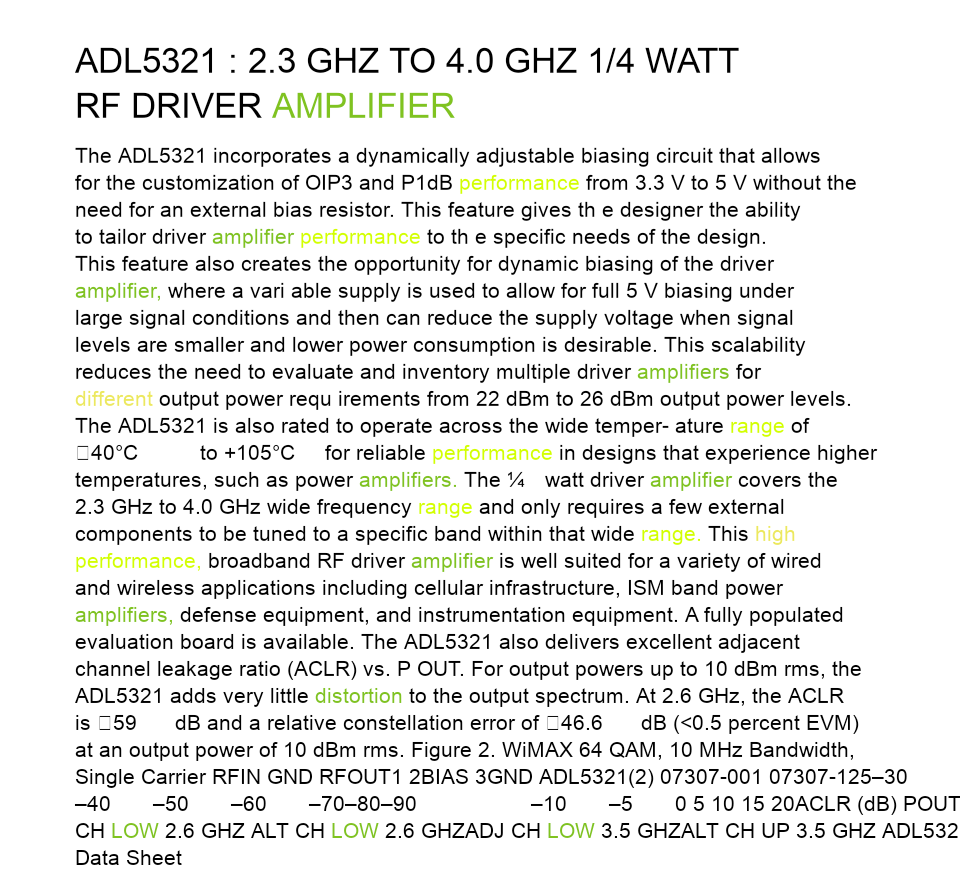 ADL5321 : 2.3 GHZ TO 4.0 GHZ 1/4 WATT
RF DRIVER AMPLIFIER
The ADL5321 incorporates a dynamically adjustable biasing circuit that allows
for the customization of OIP3 and P1dB performance from 3.3 V to 5 V without the
need for an external bias resistor. This feature gives th e designer the ability
to tailor driver amplifier performance to th e specific needs of the design.
This feature also creates the opportunity for dynamic biasing of the driver
amplifier, where a vari able supply is used to allow for full 5 V biasing under
large signal conditions and then can reduce the supply voltage when signal
levels are smaller and lower power consumption is desirable. This scalability
reduces the need to evaluate and inventory multiple driver amplifiers for
different output power requ irements from 22 dBm to 26 dBm output power levels.
The ADL5321 is also rated to operate across the wide temper- ature range of
□40°C to +105°C for reliable performance in designs that experience higher
temperatures, such as power amplifiers. The ¼ watt driver amplifier covers the
2.3 GHz to 4.0 GHz wide frequency range and only requires a few external
components to be tuned to a specific band within that wide range. This high
performance, broadband RF driver amplifier is well suited for a variety of wired
and wireless applications including cellular infrastructure, ISM band power
amplifiers, defense equipment, and instrumentation equipment. A fully populated
evaluation board is available. The ADL5321 also delivers excellent adjacent
channel leakage ratio (ACLR) vs. P OUT. For output powers up to 10 dBm rms, the
ADL5321 adds very little distortion to the output spectrum. At 2.6 GHz, the ACLR
is □59 dB and a relative constellation error of □46.6 dB (<0.5 percent EVM)
at an output power of 10 dBm rms. Figure 2. WiMAX 64 QAM, 10 MHz Bandwidth,
Single Carrier RFIN GND RFOUT1 2BIAS 3GND ADL5321(2) 07307-001 07307-125–30
–40 –50 –60 –70–80–90 –10 –5 0 5 10 15 20ACLR (dB) POUT
CH LOW 2.6 GHZ ALT CH LOW 2.6 GHZADJ CH LOW 3.5 GHZALT CH UP 3.5 GHZ ADL532
Data Sheet